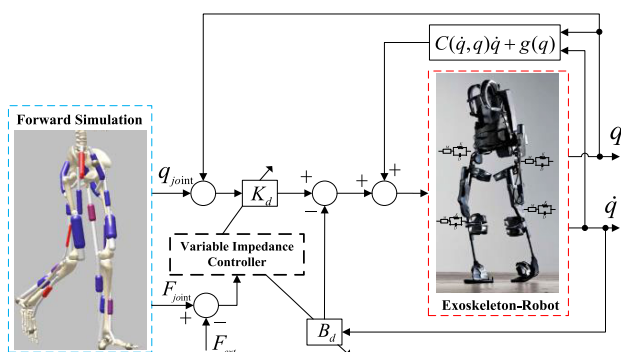 C(q̇,q)q̇ + g(q)
Forward Simulation
q_joint
K_d
+
−
+
+
+
q
q̇
Variable Impedance
Controller
F_joint
+
−
F_ext
B_d
Exoskeleton-Robot